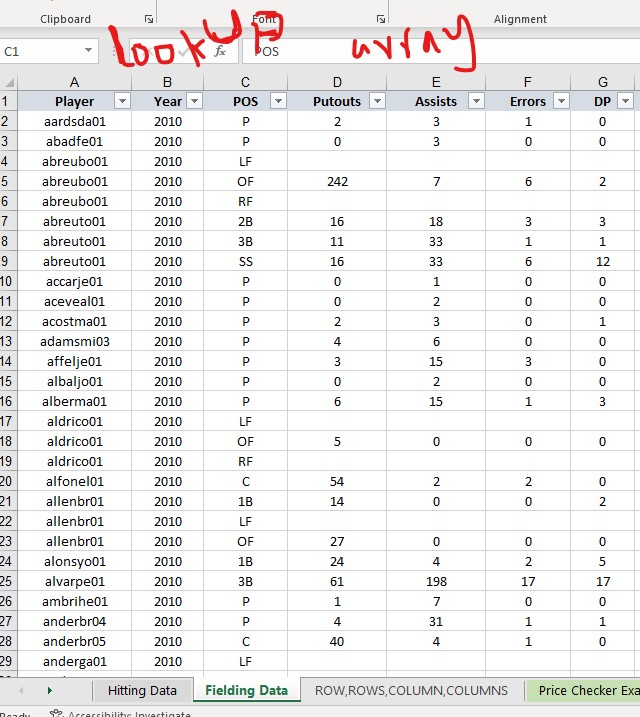 Clipboard Font Alignment
lookup array
C1 fx POS
A B C D E F G
1 Player Year POS Putouts Assists Errors DP
2 aardsda01 2010 P 2 3 1 0
3 abadfe01 2010 P 0 3 0 0
4 abreubo01 2010 LF
5 abreubo01 2010 OF 242 7 6 2
6 abreubo01 2010 RF
7 abreuto01 2010 2B 16 18 3 3
8 abreuto01 2010 3B 11 33 1 1
9 abreuto01 2010 SS 16 33 6 12
10 accarje01 2010 P 0 1 0 0
11 aceveal01 2010 P 0 2 0 0
12 acostma01 2010 P 2 3 0 1
13 adamsmi03 2010 P 4 6 0 0
14 affelje01 2010 P 3 15 3 0
15 albaljo01 2010 P 0 2 0 0
16 alberma01 2010 P 6 15 1 3
17 aldrico01 2010 LF
18 aldrico01 2010 OF 5 0 0 0
19 aldrico01 2010 RF
20 alfonel01 2010 C 54 2 2 0
21 allenbr01 2010 1B 14 0 0 2
22 allenbr01 2010 LF
23 allenbr01 2010 OF 27 0 0 0
24 alonsyo01 2010 1B 24 4 2 5
25 alvarpe01 2010 3B 61 198 17 17
26 ambrihe01 2010 P 1 7 0 0
27 anderbr04 2010 P 4 31 1 1
28 anderbr05 2010 C 40 4 1 0
29 anderga01 2010 LF
Hitting Data Fielding Data ROW,ROWS,COLUMN,COLUMNS Price Checker Exa
Ready Accessibility: Investigate